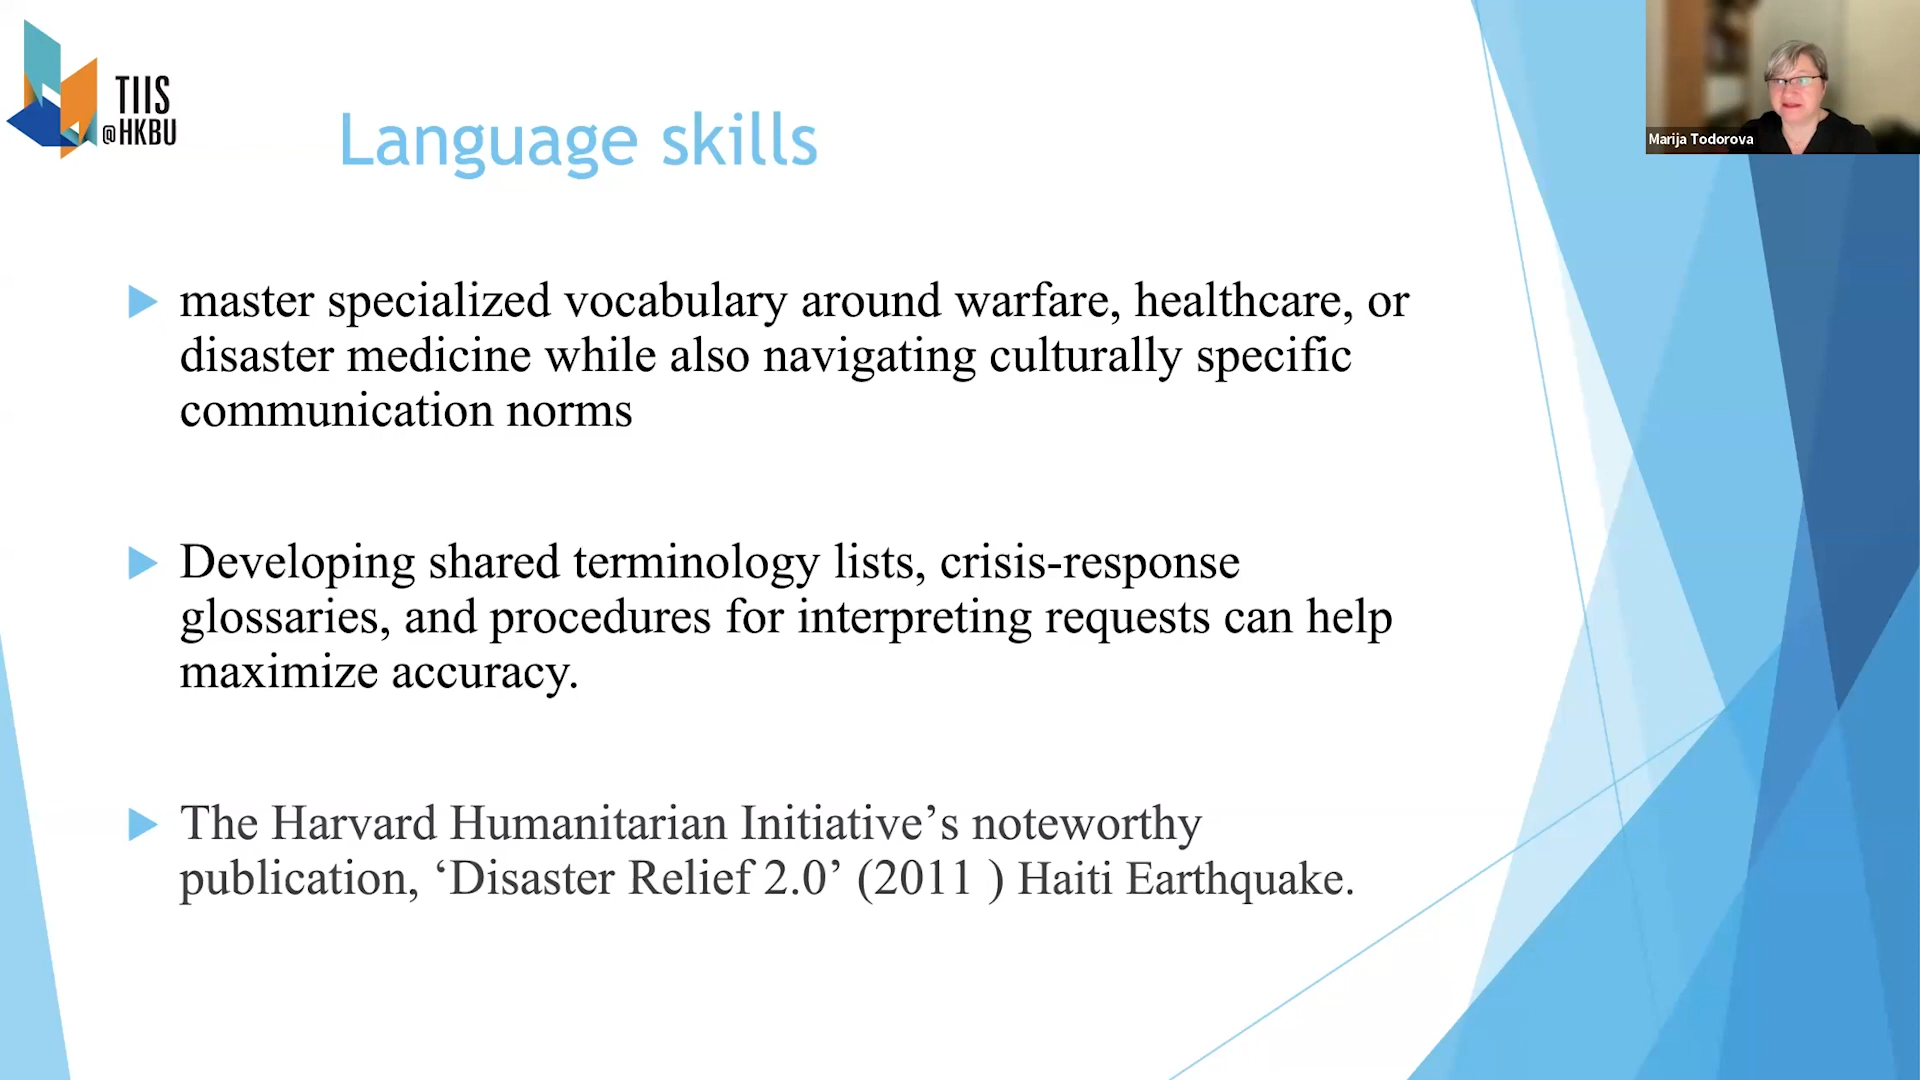 TIIS
@HKBU
Language skills
Marija Todorova
master specialized vocabulary around warfare, healthcare, or
disaster medicine while also navigating culturally specific
communication norms
Developing shared terminology lists, crisis-response
glossaries, and procedures for interpreting requests can help
maximize accuracy.
The Harvard Humanitarian Initiative’s noteworthy
publication, ‘Disaster Relief 2.0’ (2011 ) Haiti Earthquake.